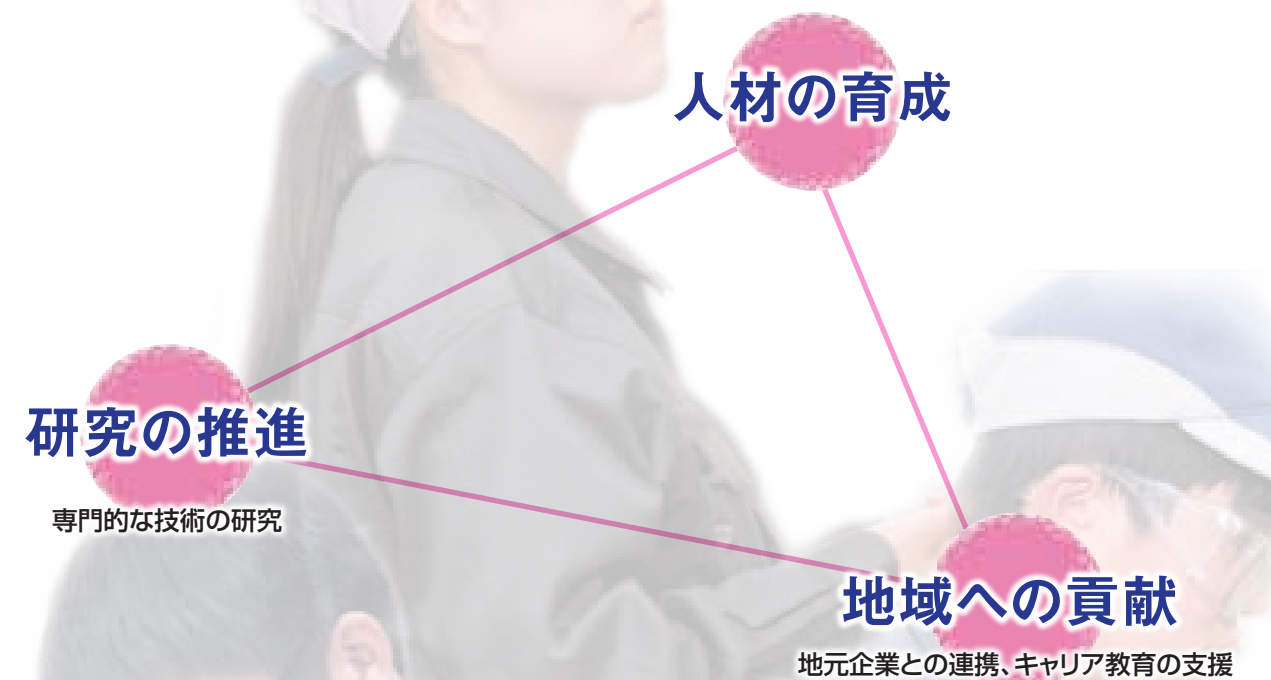 人材の育成
研究の推進
専門的な技術の研究
地域への貢献
地元企業との連携、キャリア教育の支援